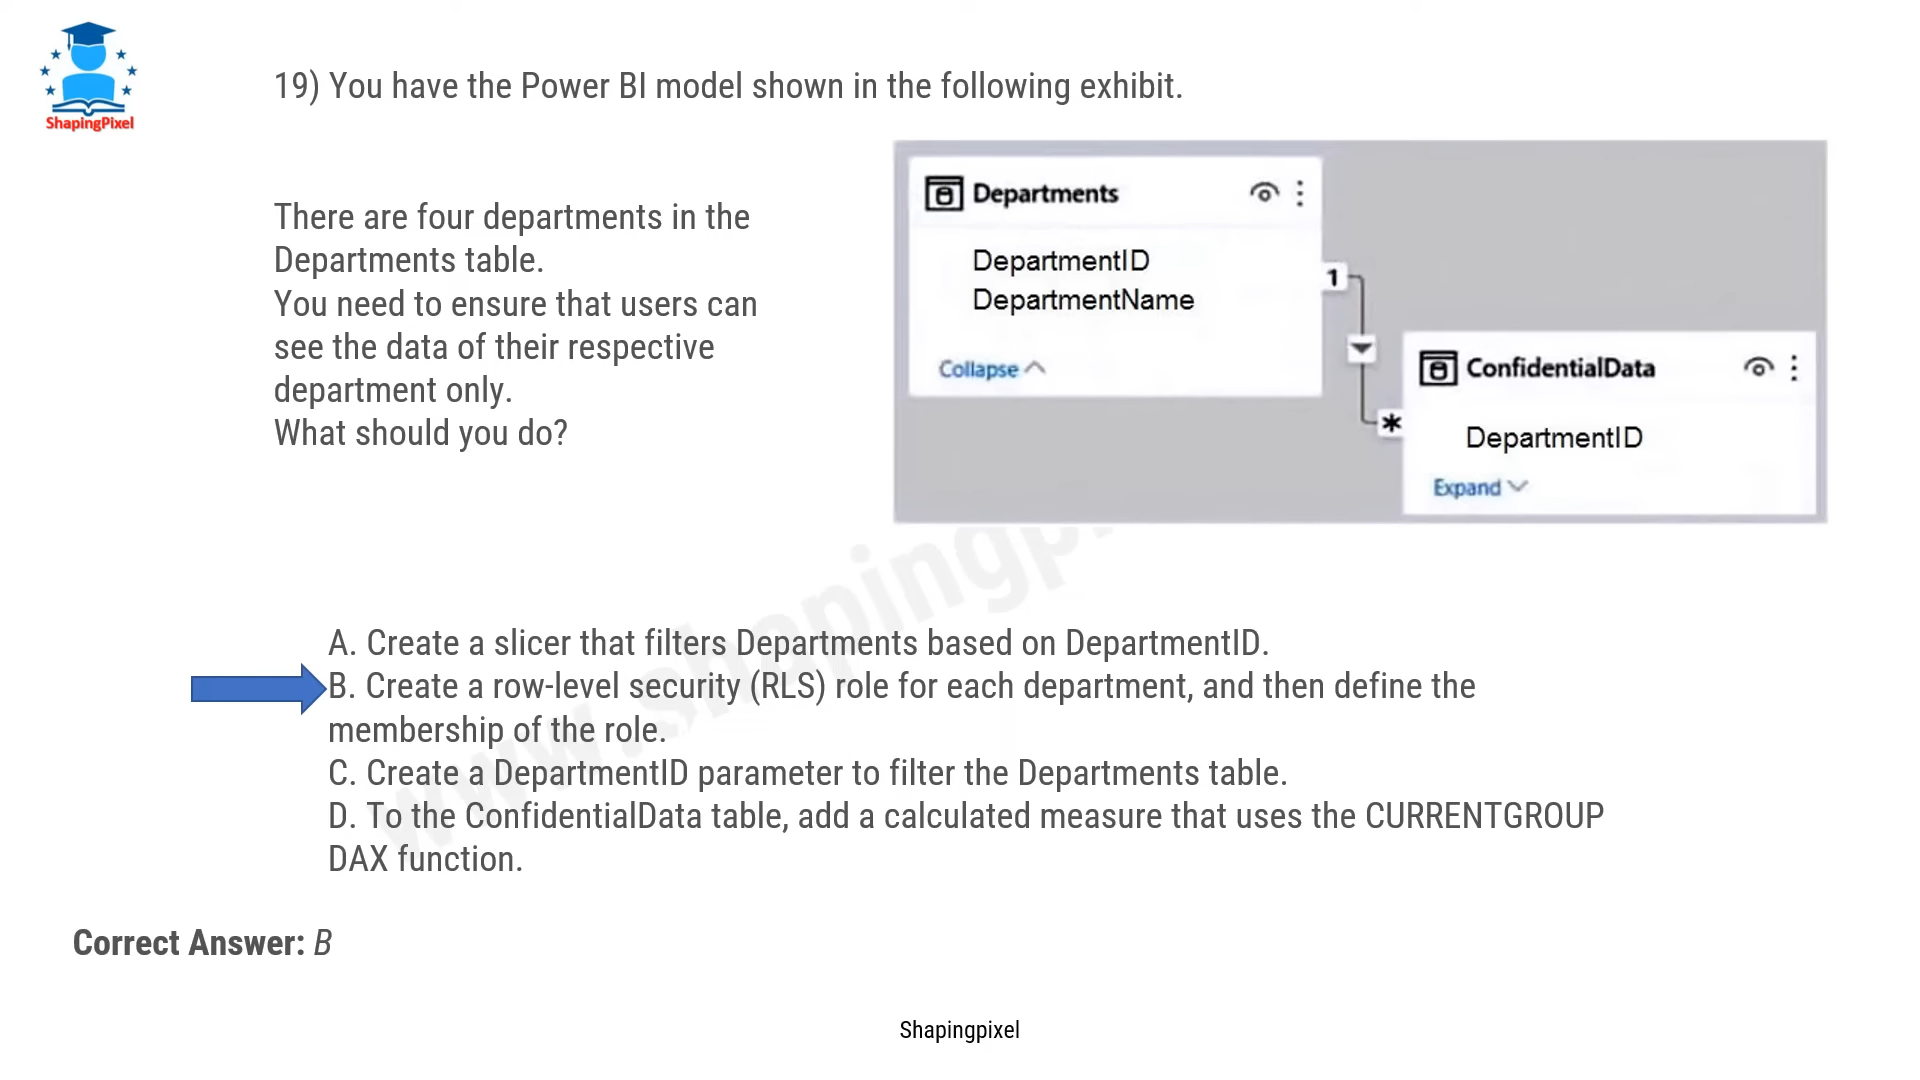 ShapingPixel
19) You have the Power BI model shown in the following exhibit.
There are four departments in the
Departments table.
You need to ensure that users can
see the data of their respective
department only.
What should you do?
Departments
DepartmentID
DepartmentName
Collapse
1
*
ConfidentialData
DepartmentID
Expand
www.shapingp
A. Create a slicer that filters Departments based on DepartmentID.
B. Create a row-level security (RLS) role for each department, and then define the
membership of the role.
C. Create a DepartmentID parameter to filter the Departments table.
D. To the ConfidentialData table, add a calculated measure that uses the CURRENTGROUP
DAX function.
Correct Answer: B
Shapingpixel